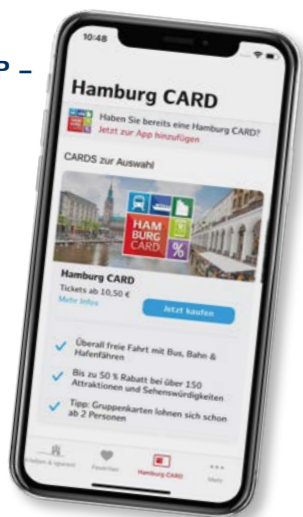 P –
10:48
Hamburg CARD
Haben Sie bereits eine Hamburg CARD?
Jetzt zur App hinzufügen
CARDS zur Auswahl
HAM
BURG
CARD
%
Hamburg CARD
Tickets ab 10,50 €
Mehr Infos
Jetzt kaufen
Überall freie Fahrt mit Bus, Bahn &
Hafenfähren
Bis zu 50 % Rabatt bei über 150
Attraktionen und Sehenswürdigkeiten
Tipp: Gruppenkarten lohnen sich schon
ab 2 Personen
Erleben & sparen
Favoriten
Hamburg CARD
Mehr